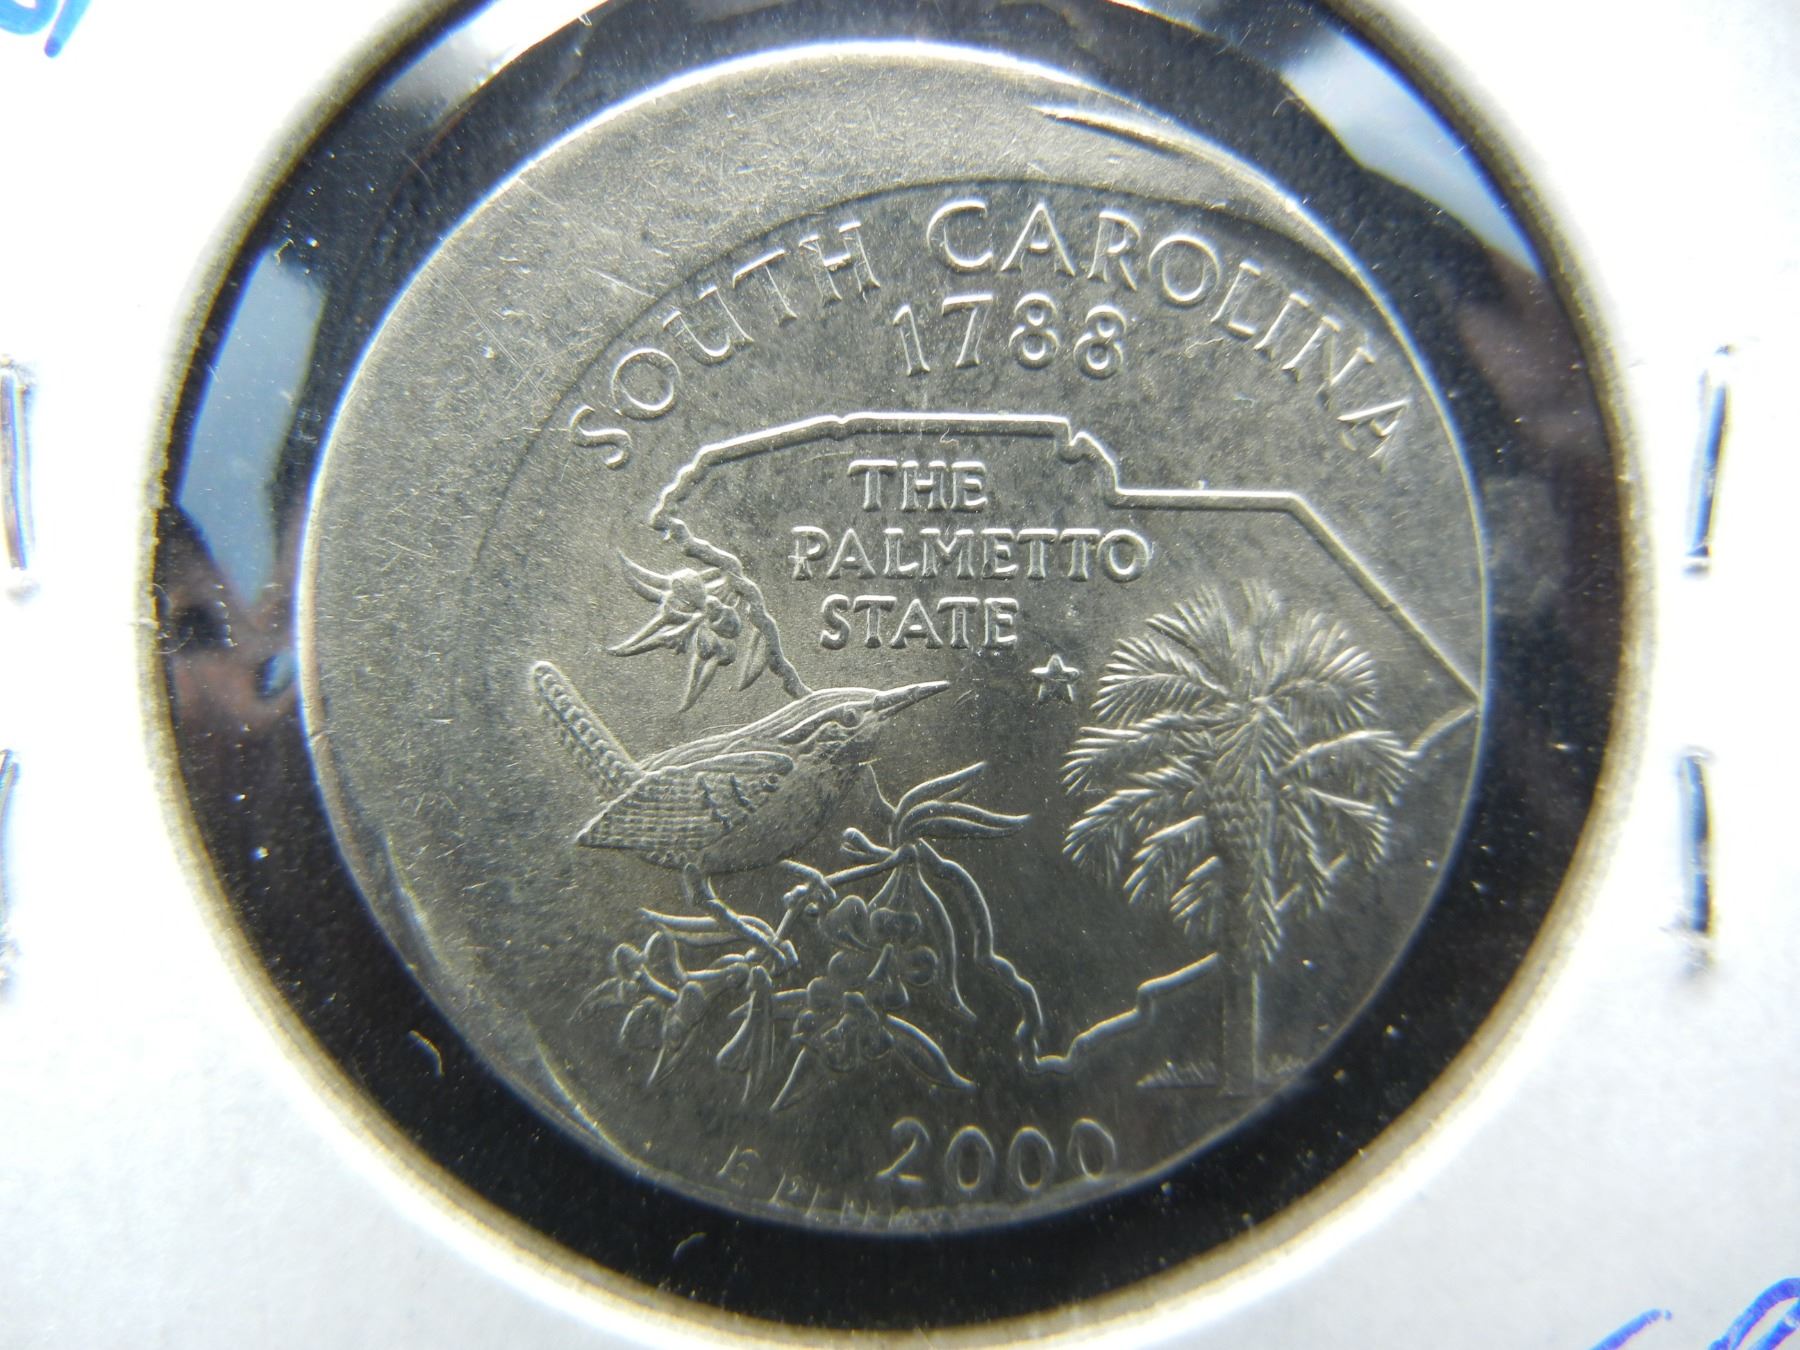 SOUTH CAROLINA
1788
THE
PALMETTO
STATE
2000